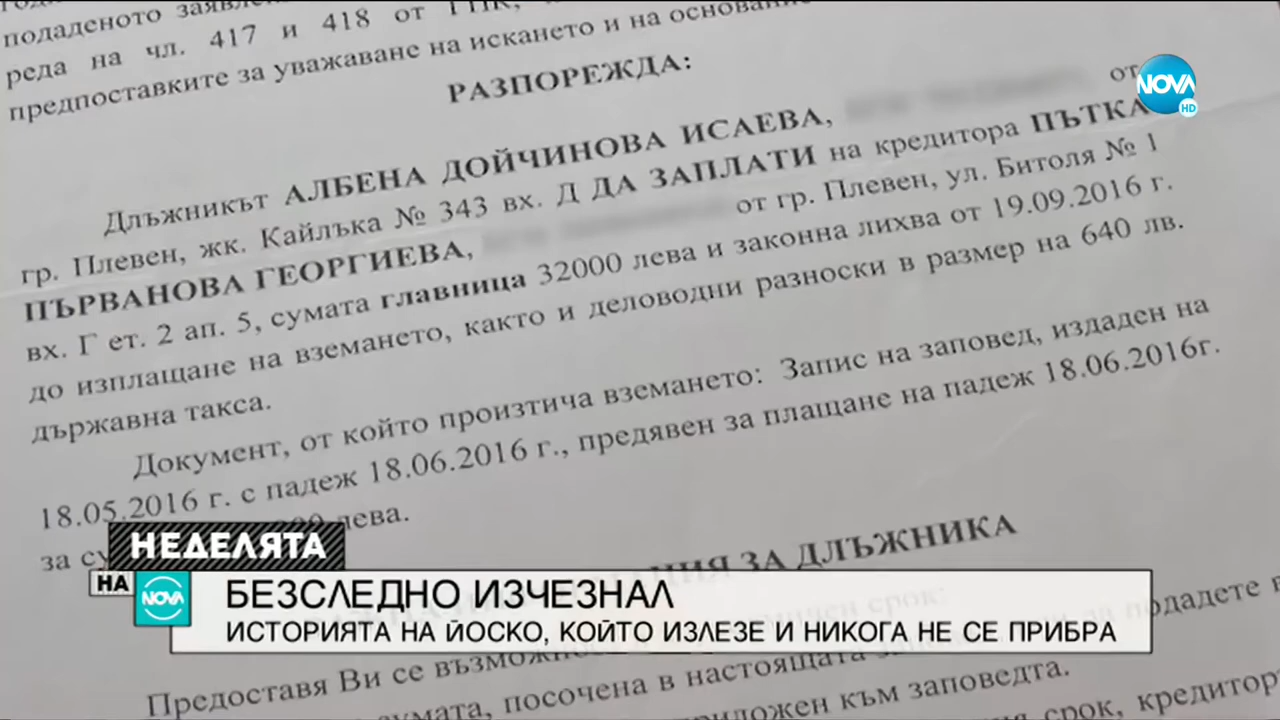 подаденото
реда на чл. 417 и 418 от ГПК,
предпоставките за уважаване на искането и на основание
РАЗПОРЕЖДА:
Длъжникът АЛБЕНА ДОЙЧИНОВА ИСАЕВА, от
гр. Плевен, жк. Кайлъка № 343 вх. Д ДА ЗАПЛАТИ на кредитора ПЪТКА
ПЪРВАНОВА ГЕОРГИЕВА, от гр. Плевен, ул. Битоля № 1
вх. Г ет. 2 ап. 5, сумата главница 32000 лева и законна лихва от 19.09.2016 г.
до изплащане на вземането, както и деловодни разноски в размер на 640 лв.
държавна такса.
Документ, от който произтича вземането: Запис на заповед, издаден на
18.05.2016 г. с падеж 18.06.2016 г., предявен за плащане на падеж 18.06.2016г.
за лева.
ЗА ДЛЪЖНИКА
срок:
Предоставя Ви се подадете
сумата, посочена в настоящата
приложен към заповедта.
срок,
NOVA HD
НЕДЕЛЯТА
НА NOVA
БЕЗСЛЕДНО ИЗЧЕЗНАЛ
ИСТОРИЯТА НА ЙОСКО, КОЙТО ИЗЛЕЗЕ И НИКОГА НЕ СЕ ПРИБРА